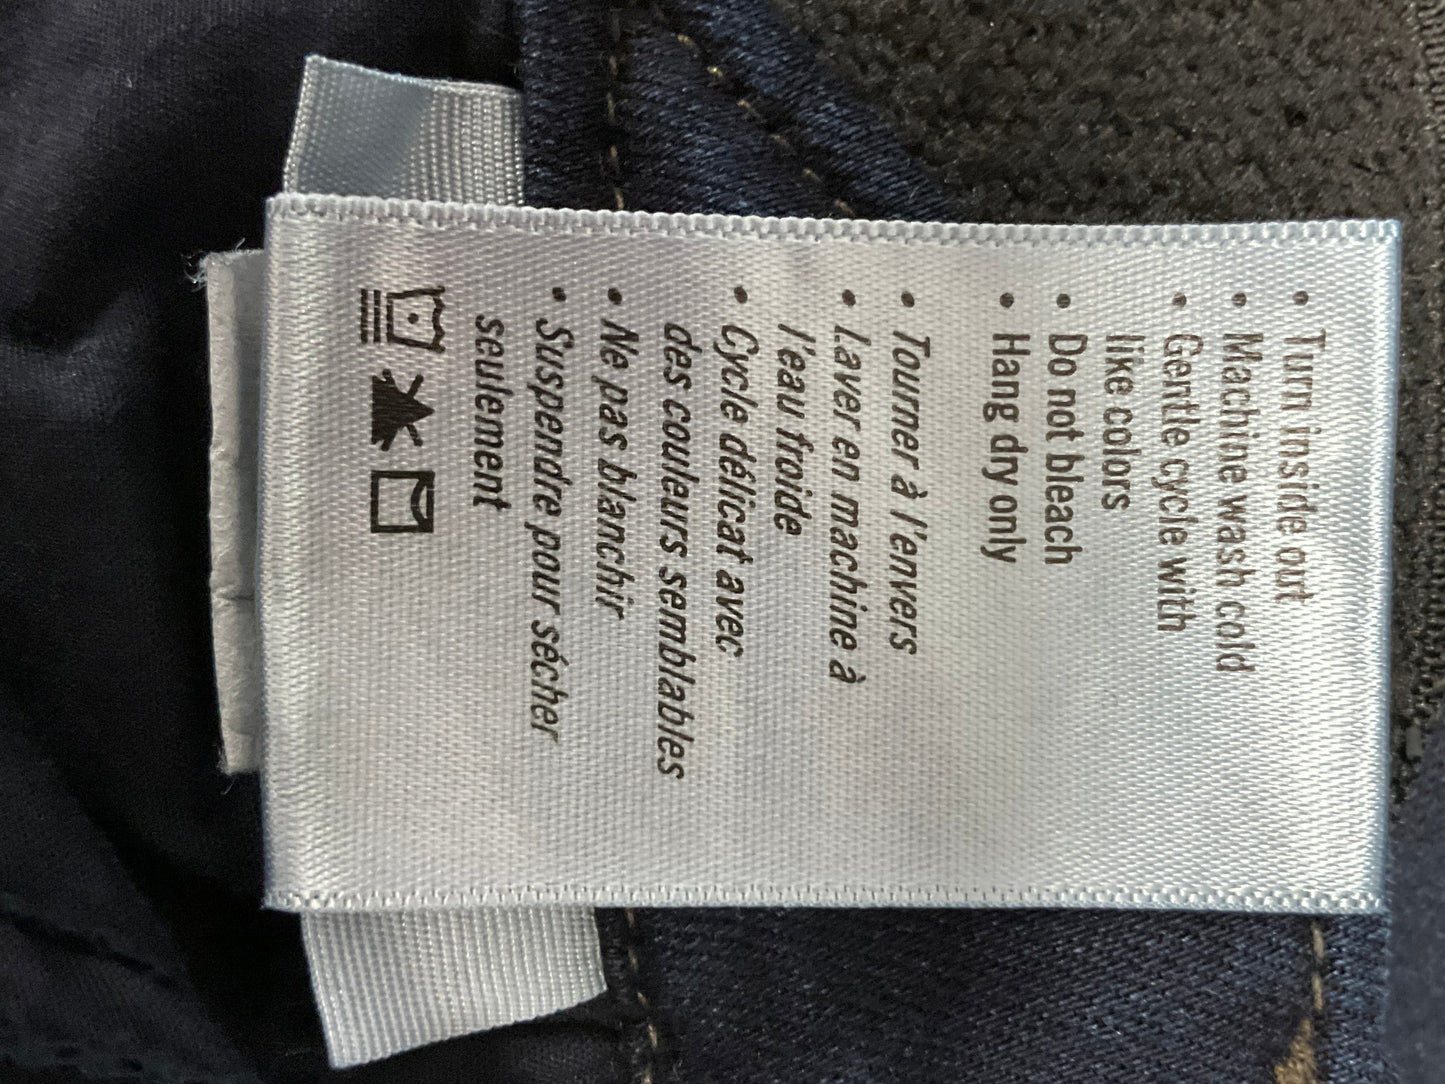 • Turn inside out
• Machine wash cold
• Gentle cycle with
like colors
• Do not bleach
• Hang dry only
• Tourner à l'envers
• Laver en machine à
l'eau froide
• Cycle délicat avec
des couleurs semblables
• Ne pas blanchir
• Suspendre pour sécher
seulement